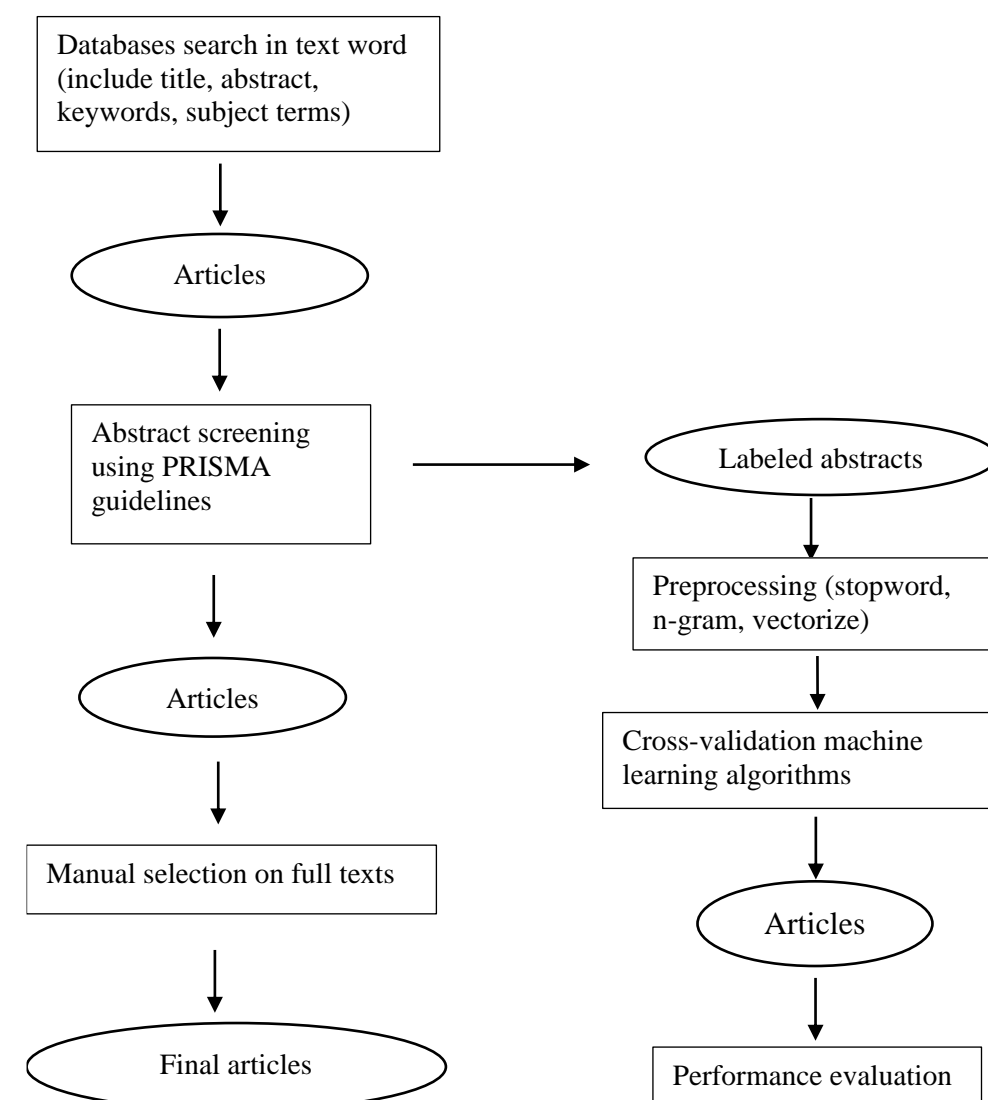 Databases search in text word
(include title, abstract,
keywords, subject terms)
Articles
Abstract screening
using PRISMA
guidelines
Articles
Manual selection on full texts
Final articles
Labeled abstracts
Preprocessing (stopword,
n-gram, vectorize)
Cross-validation machine
learning algorithms
Articles
Performance evaluation